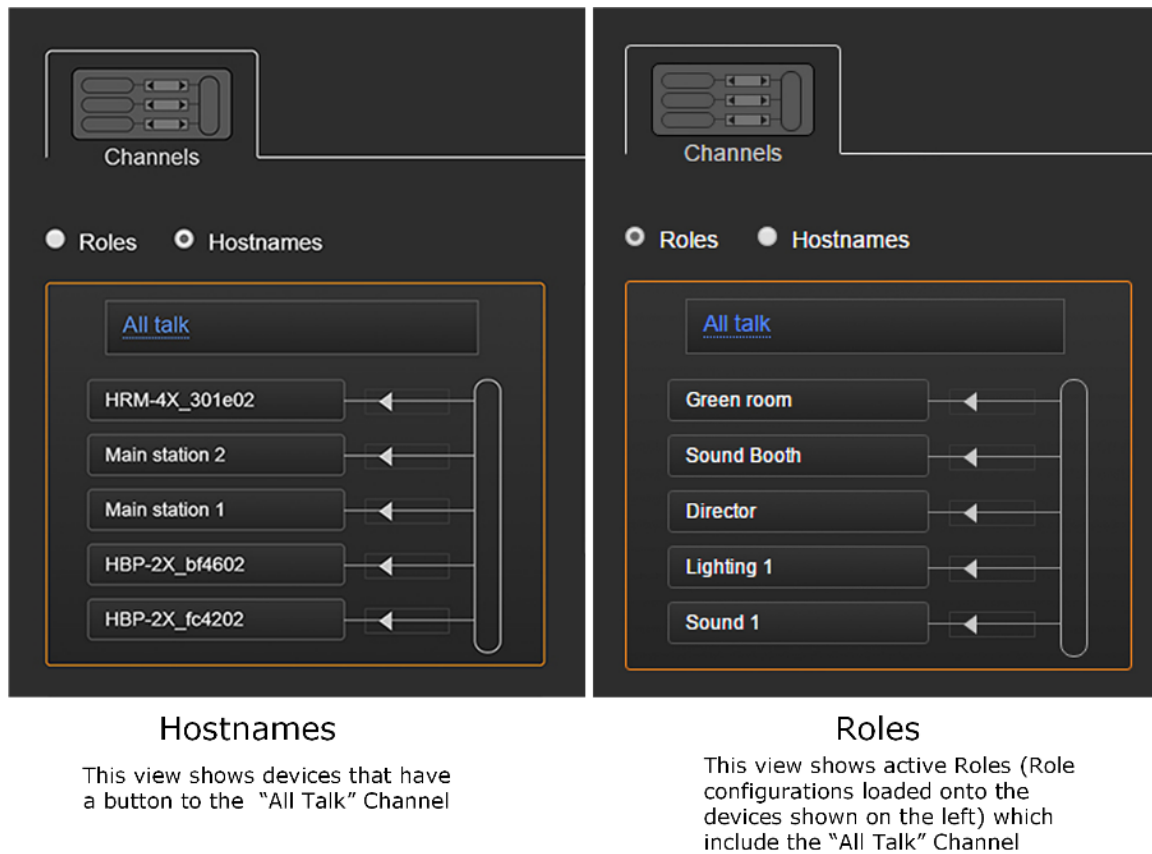 Channels
Roles Hostnames
All talk
HRM-4X_301e02
Main station 2
Main station 1
HBP-2X_bf4602
HBP-2X_fc4202
Hostnames
This view shows devices that have
a button to the “All Talk” Channel
Channels
Roles Hostnames
All talk
Green room
Sound Booth
Director
Lighting 1
Sound 1
Roles
This view shows active Roles (Role
configurations loaded onto the
devices shown on the left) which
include the “All Talk” Channel